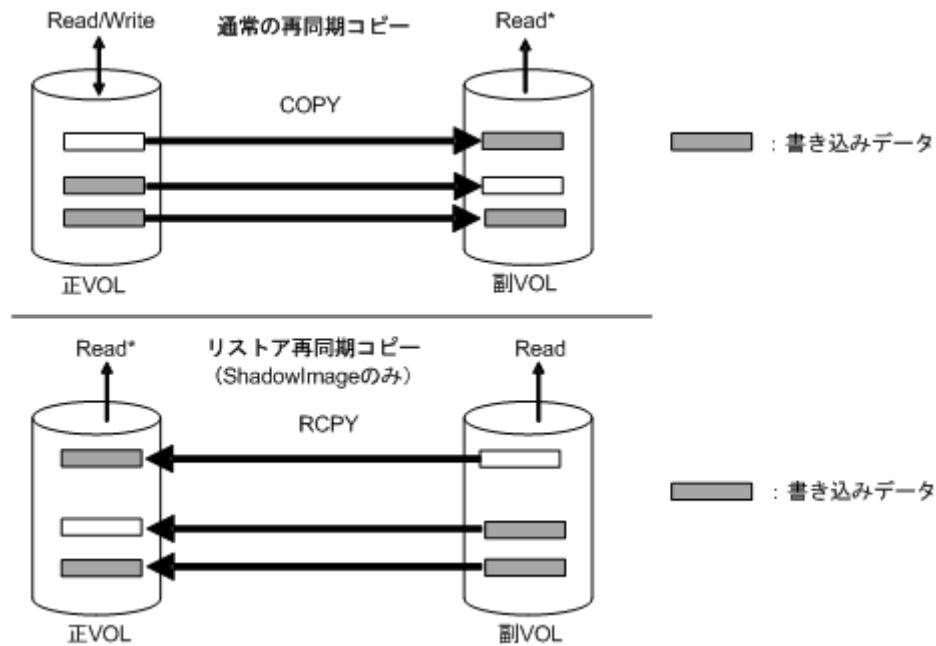 Read/Write
通常の再同期コピー
Read*
COPY
：書き込みデータ
正VOL
副VOL
Read*
リストア再同期コピー
（ShadowImageのみ）
Read
RCPY
：書き込みデータ
正VOL
副VOL